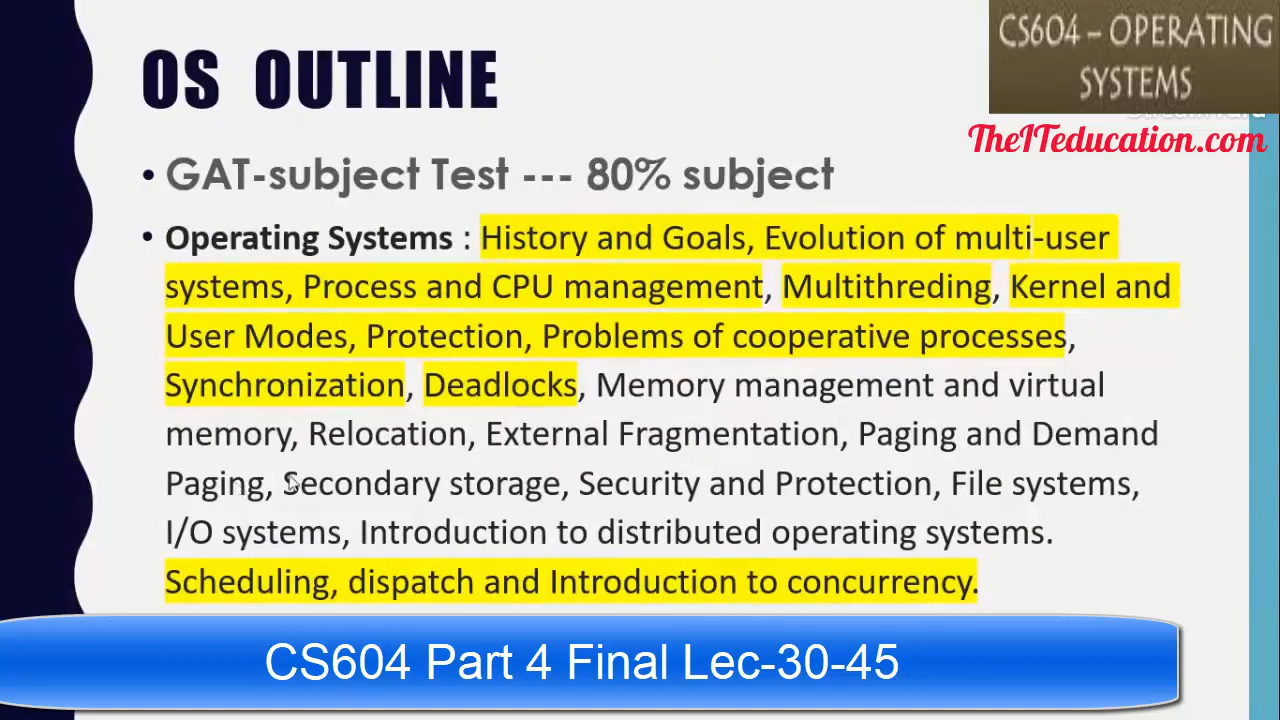 OS OUTLINE
CS604 – OPERATING
SYSTEMS
TheITeducation.com
• GAT-subject Test --- 80% subject
• Operating Systems : History and Goals, Evolution of multi-user
systems, Process and CPU management, Multithreding, Kernel and
User Modes, Protection, Problems of cooperative processes,
Synchronization, Deadlocks, Memory management and virtual
memory, Relocation, External Fragmentation, Paging and Demand
Paging, Secondary storage, Security and Protection, File systems,
I/O systems, Introduction to distributed operating systems.
Scheduling, dispatch and Introduction to concurrency.
CS604 Part 4 Final Lec-30-45